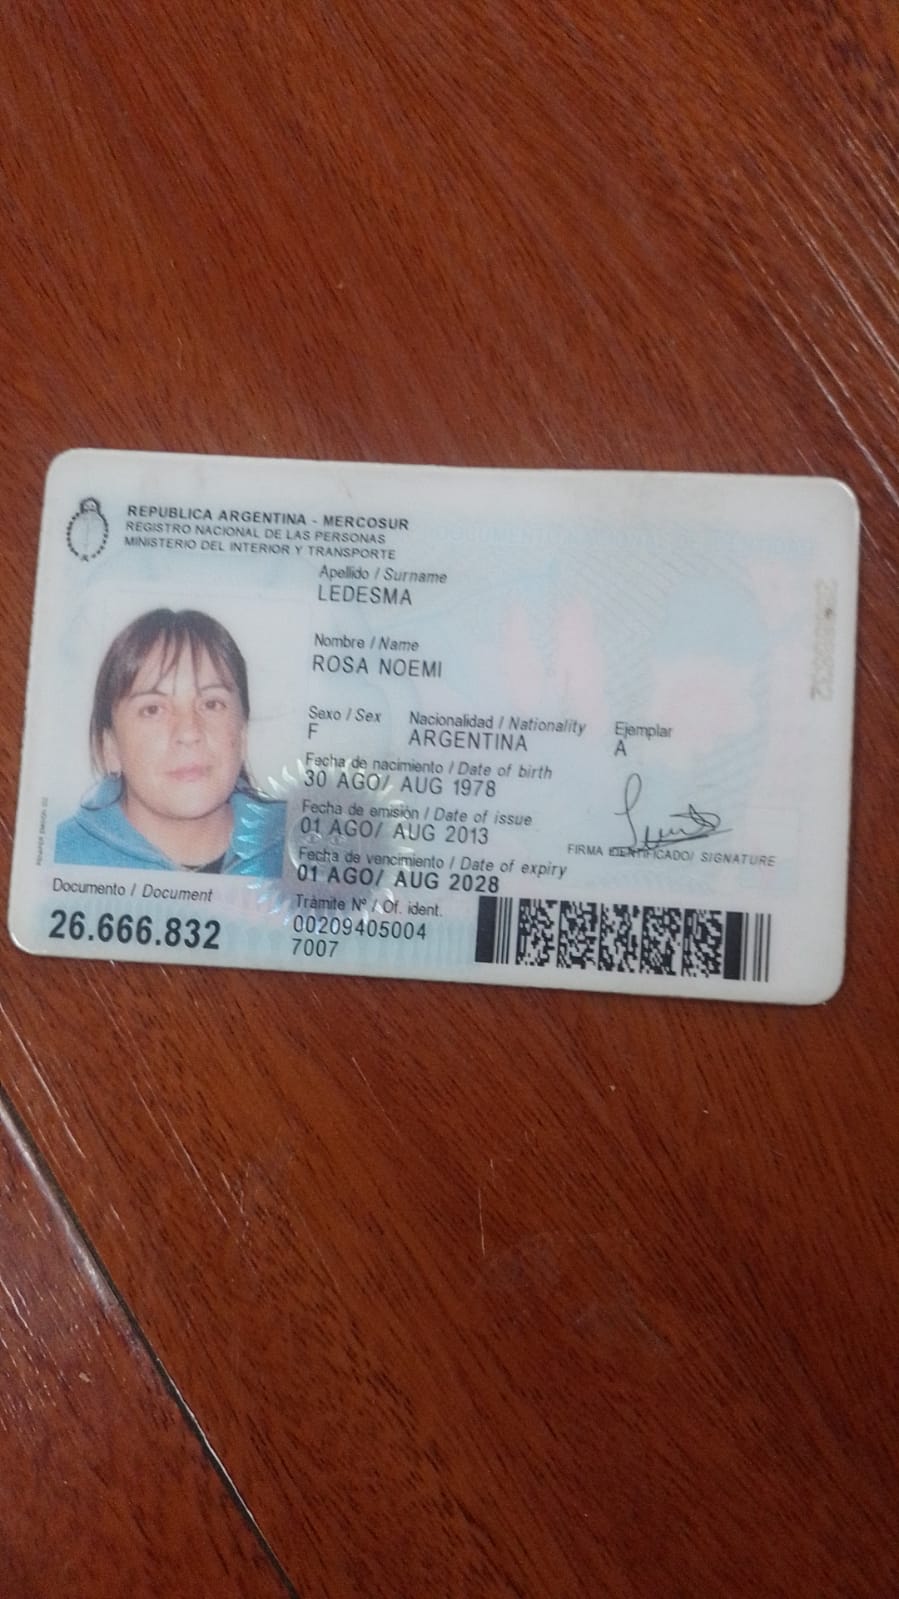 REPUBLICA ARGENTINA - MERCOSUR
REGISTRO NACIONAL DE LAS PERSONAS
MINISTERIO DEL INTERIOR Y TRANSPORTE
Apellido / Surname
LEDESMA
Nombre / Name
ROSA NOEMI
Sexo / Sex Nacionalidad / Nationality Ejemplar
F ARGENTINA A
Fecha de nacimiento / Date of birth
30 AGO/ AUG 1978
Fecha de emisión / Date of issue
01 AGO/ AUG 2013
FIRMA IDENTIFICADO/ SIGNATURE
Fecha de vencimiento / Date of expiry
01 AGO/ AUG 2028
Documento / Document
26.666.832
Trámite Nº / Of. ident.
00209405004
7007